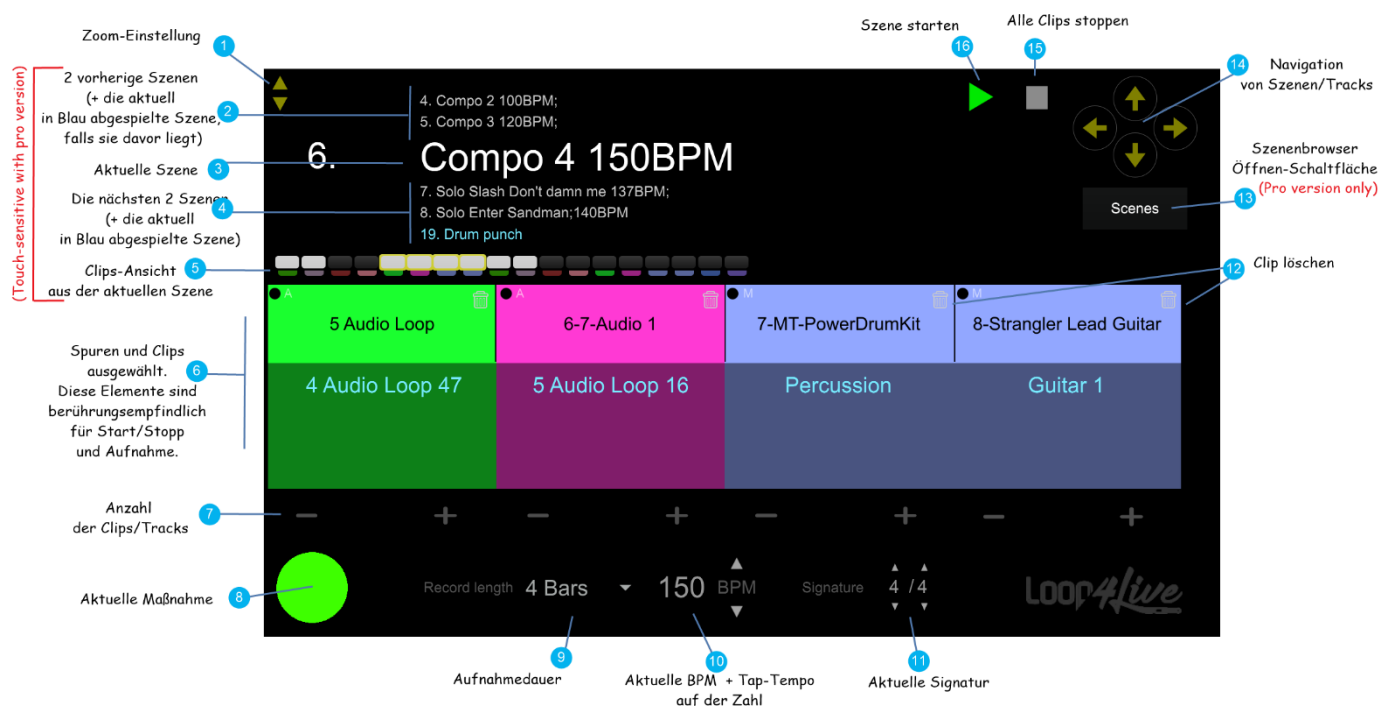 Zoom-Einstellung
1
2 vorherige Szenen
(+ die aktuell
in Blau abgespielte Szene,
falls sie davor liegt)
2
Aktuelle Szene
3
Die nächsten 2 Szenen
(+ die aktuell
in Blau abgespielte Szene)
4
Clips-Ansicht
aus der aktuellen Szene
5
(Touch-sensitive with pro version)
Spuren und Clips
ausgewählt.
Diese Elemente sind
berührungsempfindlich
für Start/Stopp
und Aufnahme.
6
Anzahl
der Clips/Tracks
7
Aktuelle Maßnahme
8
4. Compo 2 100BPM;
5. Compo 3 120BPM;
6.
Compo 4 150BPM
7. Solo Slash Don't damn me 137BPM;
8. Solo Enter Sandman;140BPM
19. Drum punch
Szene starten
16
Alle Clips stoppen
15
14
Navigation
von Szenen/Tracks
Szenenbrowser
Öffnen-Schaltfläche
(Pro version only)
13
Scenes
12
Clip löschen
A
5 Audio Loop
A
6-7-Audio 1
M
7-MT-PowerDrumKit
M
8-Strangler Lead Guitar
4 Audio Loop 47
5 Audio Loop 16
Percussion
Guitar 1
− + − + − + − +
Record length 4 Bars
150 BPM
Signature 4 / 4
Loop4Live
9
Aufnahmedauer
10
Aktuelle BPM + Tap-Tempo
auf der Zahl
11
Aktuelle Signatur